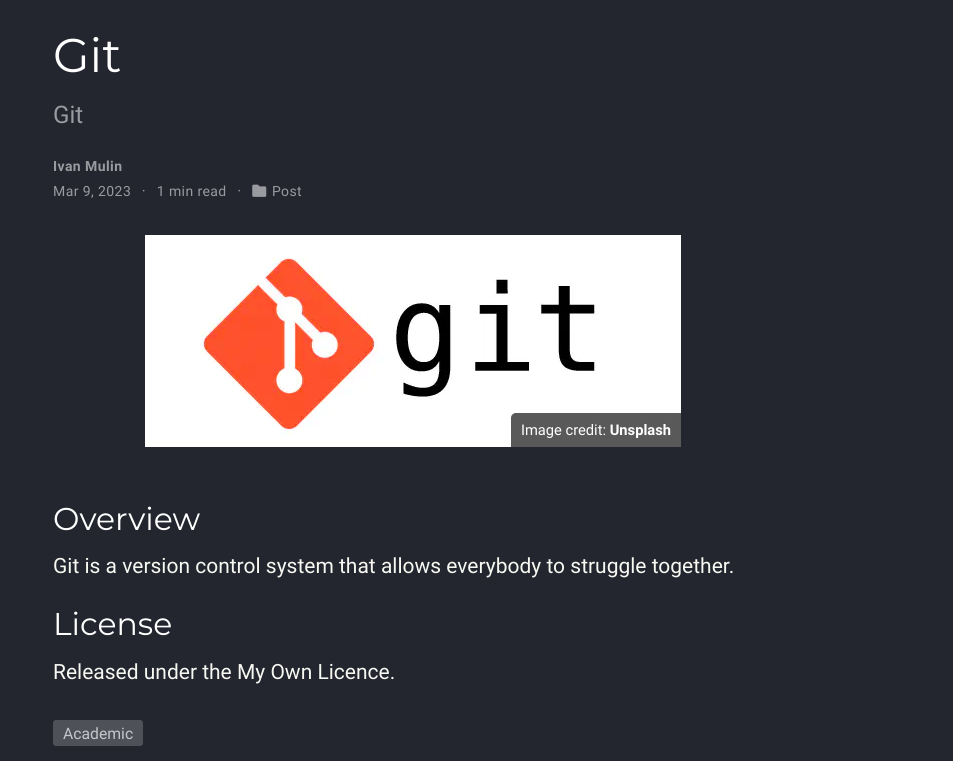 Git
Git
Ivan Mulin
Mar 9, 2023 · 1 min read · Post
git
Image credit: Unsplash
Overview
Git is a version control system that allows everybody to struggle together.
License
Released under the My Own Licence.
Academic